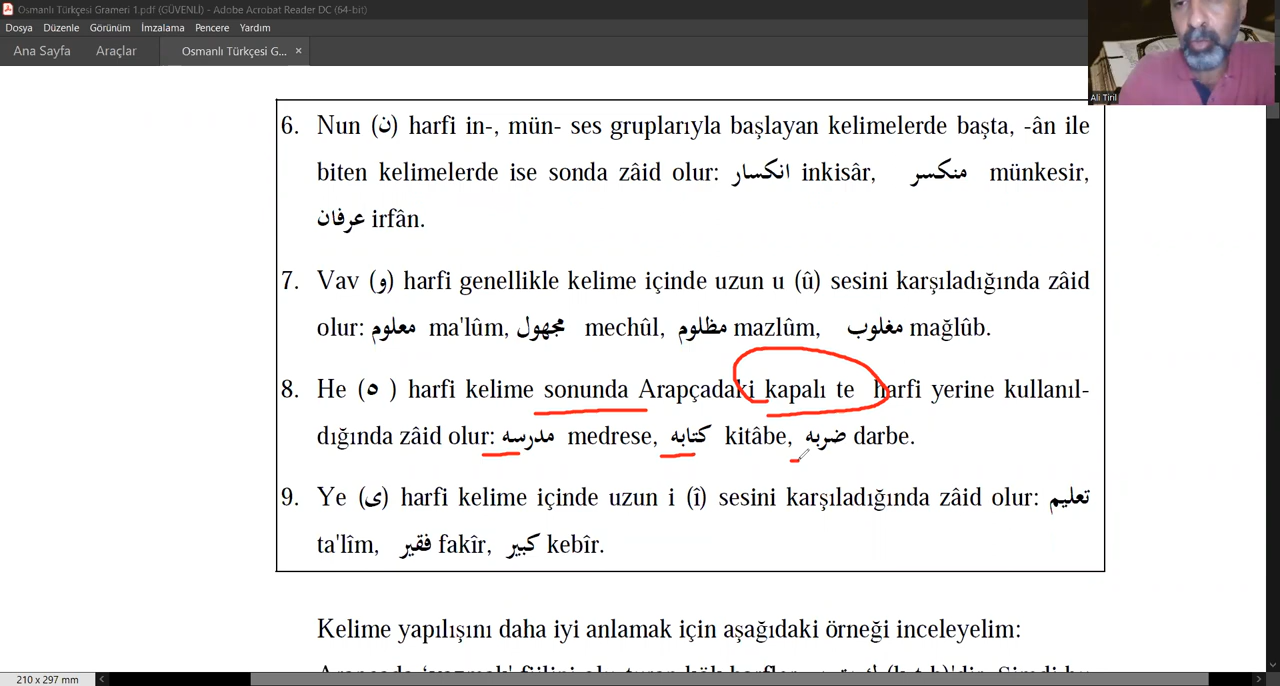 Osmanlı Türkçesi Grameri 1.pdf (GÜVENLİ) - Adobe Acrobat Reader DC (64-bit)
Dosya Düzenle Görünüm İmzalama Pencere Yardım
Ana Sayfa Araçlar Osmanlı Türkçesi G... ×
Ali Tiril
6. Nun (ن) harfi in-, mün- ses gruplarıyla başlayan kelimelerde başta, -ân ile
biten kelimelerde ise sonda zâid olur: انكسار inkisâr, منكسر münkesir,
عرفان irfân.
7. Vav (و) harfi genellikle kelime içinde uzun u (û) sesini karşıladığında zâid
olur: معلوم ma'lûm, مجهول mechûl, مظلوم mazlûm, مغلوب mağlûb.
8. He (ه ) harfi kelime sonunda Arapçadaki kapalı te harfi yerine kullanıl-
dığında zâid olur: مدرسه medrese, كتابه kitâbe, ضربه darbe.
9. Ye (ى) harfi kelime içinde uzun i (î) sesini karşıladığında zâid olur: تعليم
ta'lîm, فقير fakîr, كبير kebîr.
Kelime yapılışını daha iyi anlamak için aşağıdaki örneği inceleyelim:
210 x 297 mm